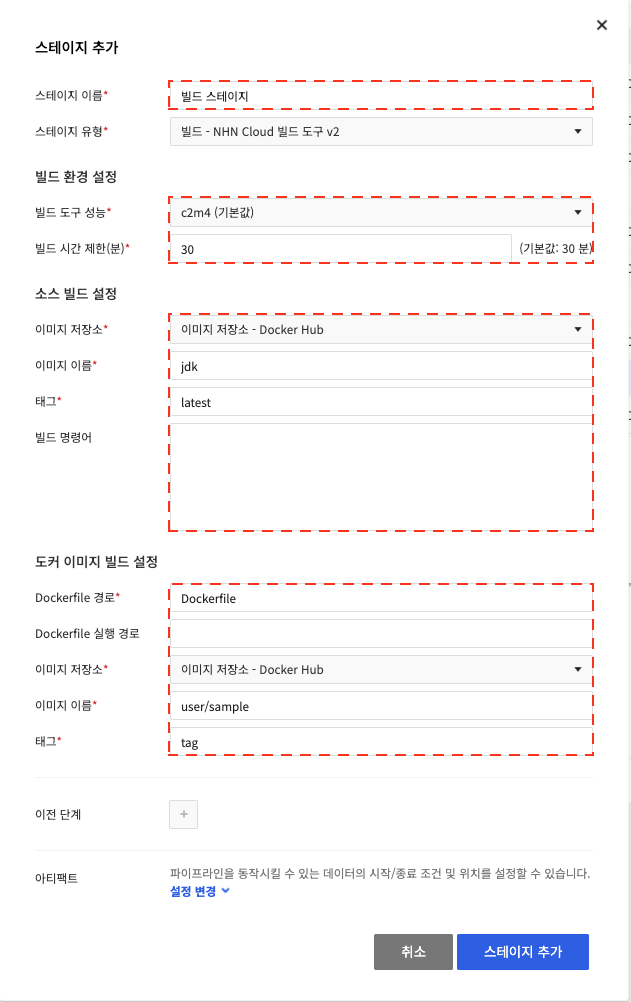 스테이지 추가
스테이지 이름* 빌드 스테이지
스테이지 유형* 빌드 - NHN Cloud 빌드 도구 v2
빌드 환경 설정
빌드 도구 성능* c2m4 (기본값)
빌드 시간 제한(분)* 30 (기본값: 30 분)
소스 빌드 설정
이미지 저장소* 이미지 저장소 - Docker Hub
이미지 이름* jdk
태그* latest
빌드 명령어
도커 이미지 빌드 설정
Dockerfile 경로* Dockerfile
Dockerfile 실행 경로
이미지 저장소* 이미지 저장소 - Docker Hub
이미지 이름* user/sample
태그* tag
이전 단계 +
아티팩트 파이프라인을 동작시킬 수 있는 데이터의 시작/종료 조건 및 위치를 설정할 수 있습니다.
설정 변경
취소 스테이지 추가